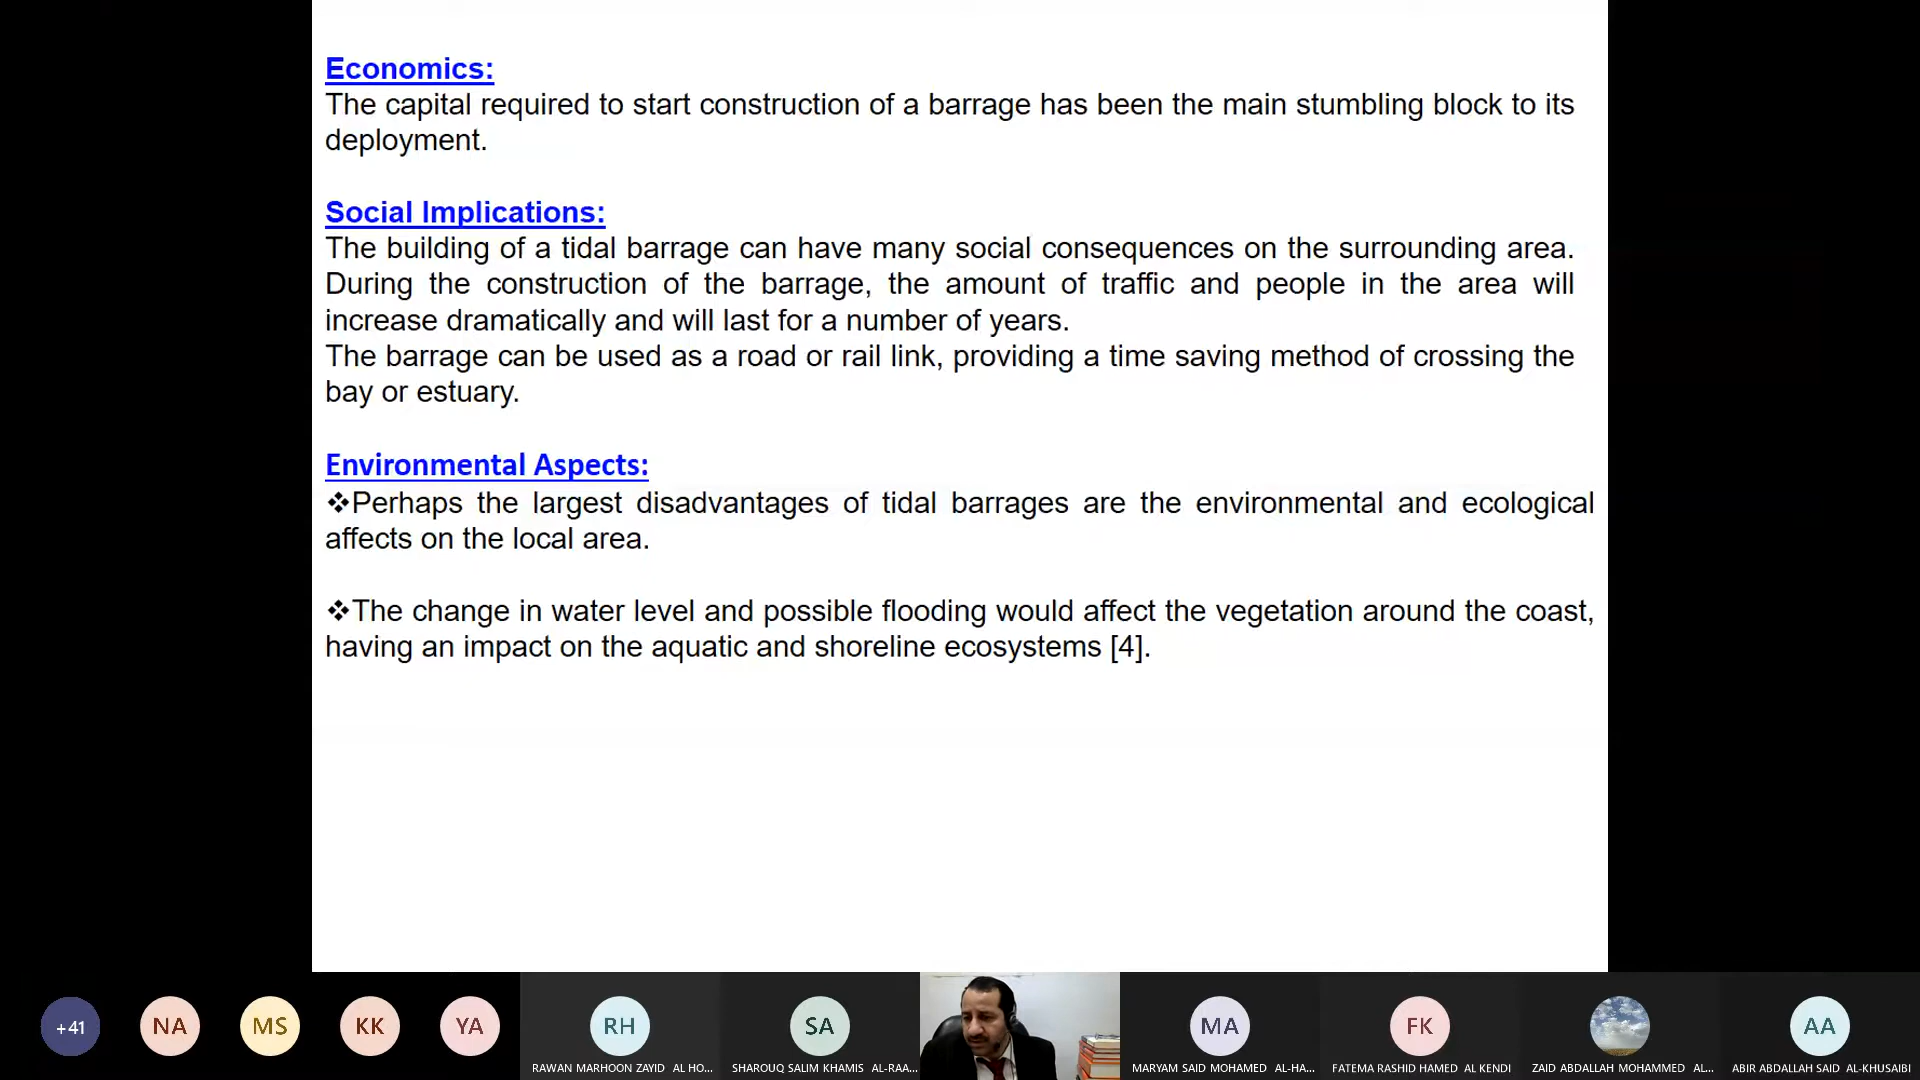 Economics:
The capital required to start construction of a barrage has been the main stumbling block to its
deployment.
Social Implications:
The building of a tidal barrage can have many social consequences on the surrounding area.
During the construction of the barrage, the amount of traffic and people in the area will
increase dramatically and will last for a number of years.
The barrage can be used as a road or rail link, providing a time saving method of crossing the
bay or estuary.
Environmental Aspects:
❖Perhaps the largest disadvantages of tidal barrages are the environmental and ecological
affects on the local area.
❖The change in water level and possible flooding would affect the vegetation around the coast,
having an impact on the aquatic and shoreline ecosystems [4].
+41 NA MS KK YA RH SA MA FK AA
RAWAN MARHOON ZAYID AL HO... SHAROUQ SALIM KHAMIS AL-RAA... MARYAM SAID MOHAMED AL-HA... FATEMA RASHID HAMED AL KENDI ZAID ABDALLAH MOHAMMED AL... ABIR ABDALLAH SAID AL-KHUSAIBI